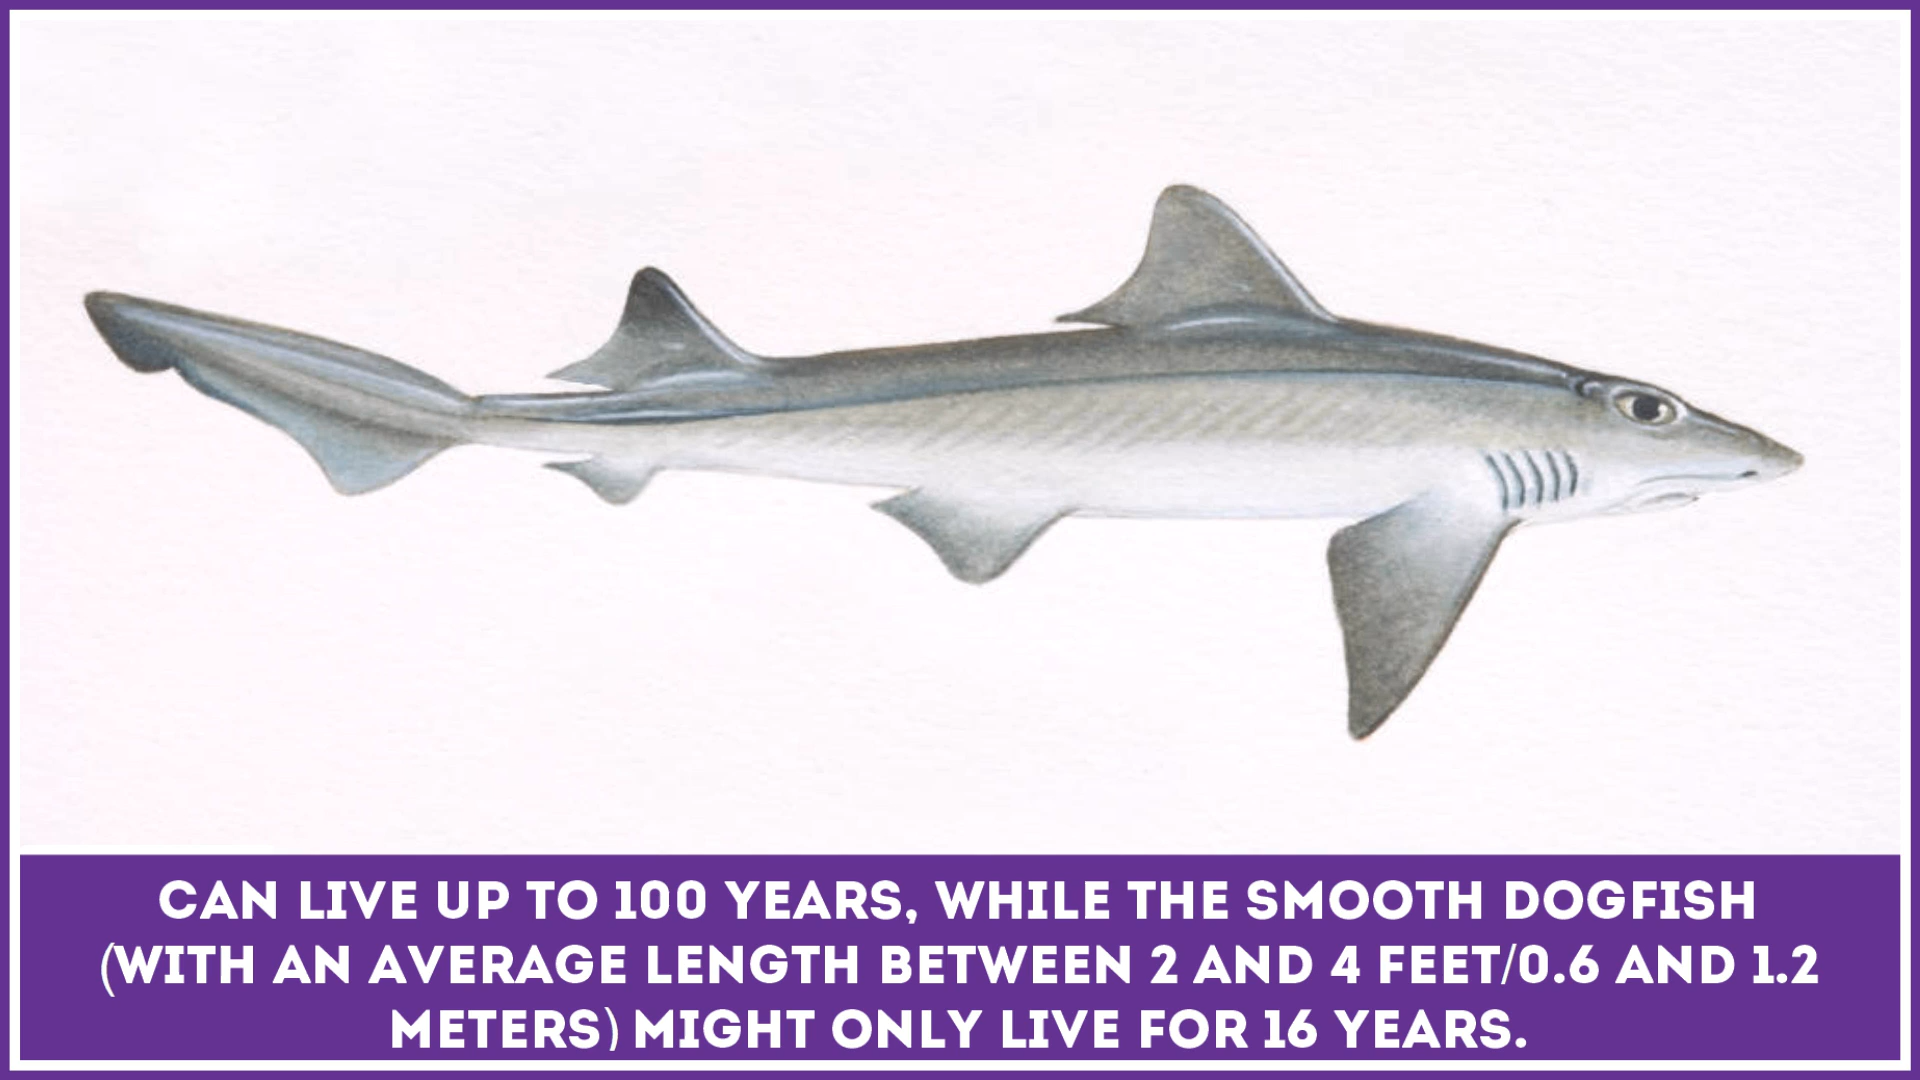 CAN LIVE UP TO 100 YEARS, WHILE THE SMOOTH DOGFISH
(WITH AN AVERAGE LENGTH BETWEEN 2 AND 4 FEET/0.6 AND 1.2
METERS) MIGHT ONLY LIVE FOR 16 YEARS.